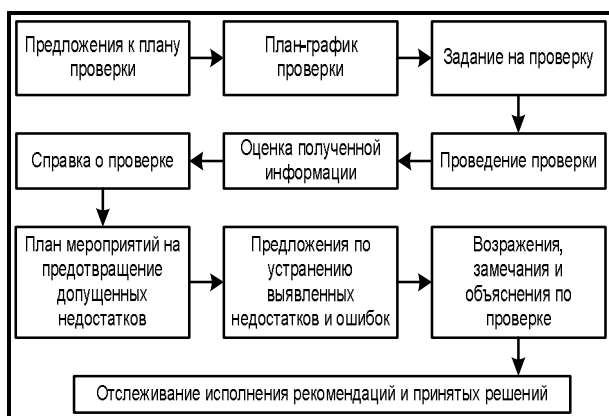 Предложения к плану
проверки
План-график
проверки
Задание на проверку
Проведение проверки
Оценка полученной
информации
Справка о проверке
План мероприятий на
предотвращение
допущенных
недостатков
Предложения по
устранению
выявленных
недостатков и ошибок
Возражения,
замечания и
объяснения по
проверке
Отслеживание исполнения рекомендаций и принятых решений